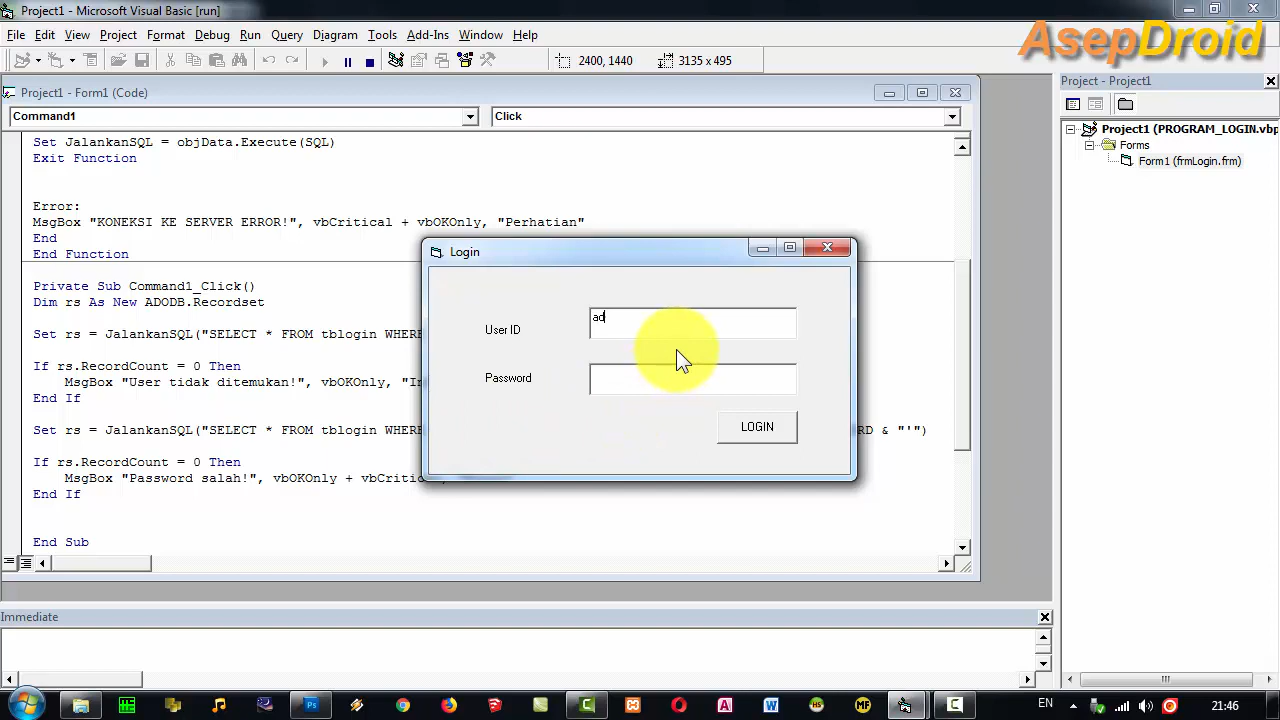 Project1 - Microsoft Visual Basic [run]
AsepDroid
File Edit View Project Format Debug Run Query Diagram Tools Add-Ins Window Help
2400, 1440 3135 x 495
Project1 - Form1 (Code)
Command1 Click
Set JalankanSQL = objData.Execute(SQL)
Exit Function
Error:
MsgBox "KONEKSI KE SERVER ERROR!", vbCritical + vbOKOnly, "Perhatian"
End
End Function
Private Sub Command1_Click()
Dim rs As New ADODB.Recordset
Set rs = JalankanSQL("SELECT * FROM tblogin WHERE
If rs.RecordCount = 0 Then
MsgBox "User tidak ditemukan!", vbOKOnly, "In
End If
Set rs = JalankanSQL("SELECT * FROM tblogin WHERE RD & "'")
If rs.RecordCount = 0 Then
MsgBox "Password salah!", vbOKOnly + vbCritic
End If
End Sub
Login
User ID
ad
Password
LOGIN
Project - Project1
Project1 (PROGRAM_LOGIN.vbp
Forms
Form1 (frmLogin.frm)
Immediate
EN
21:46